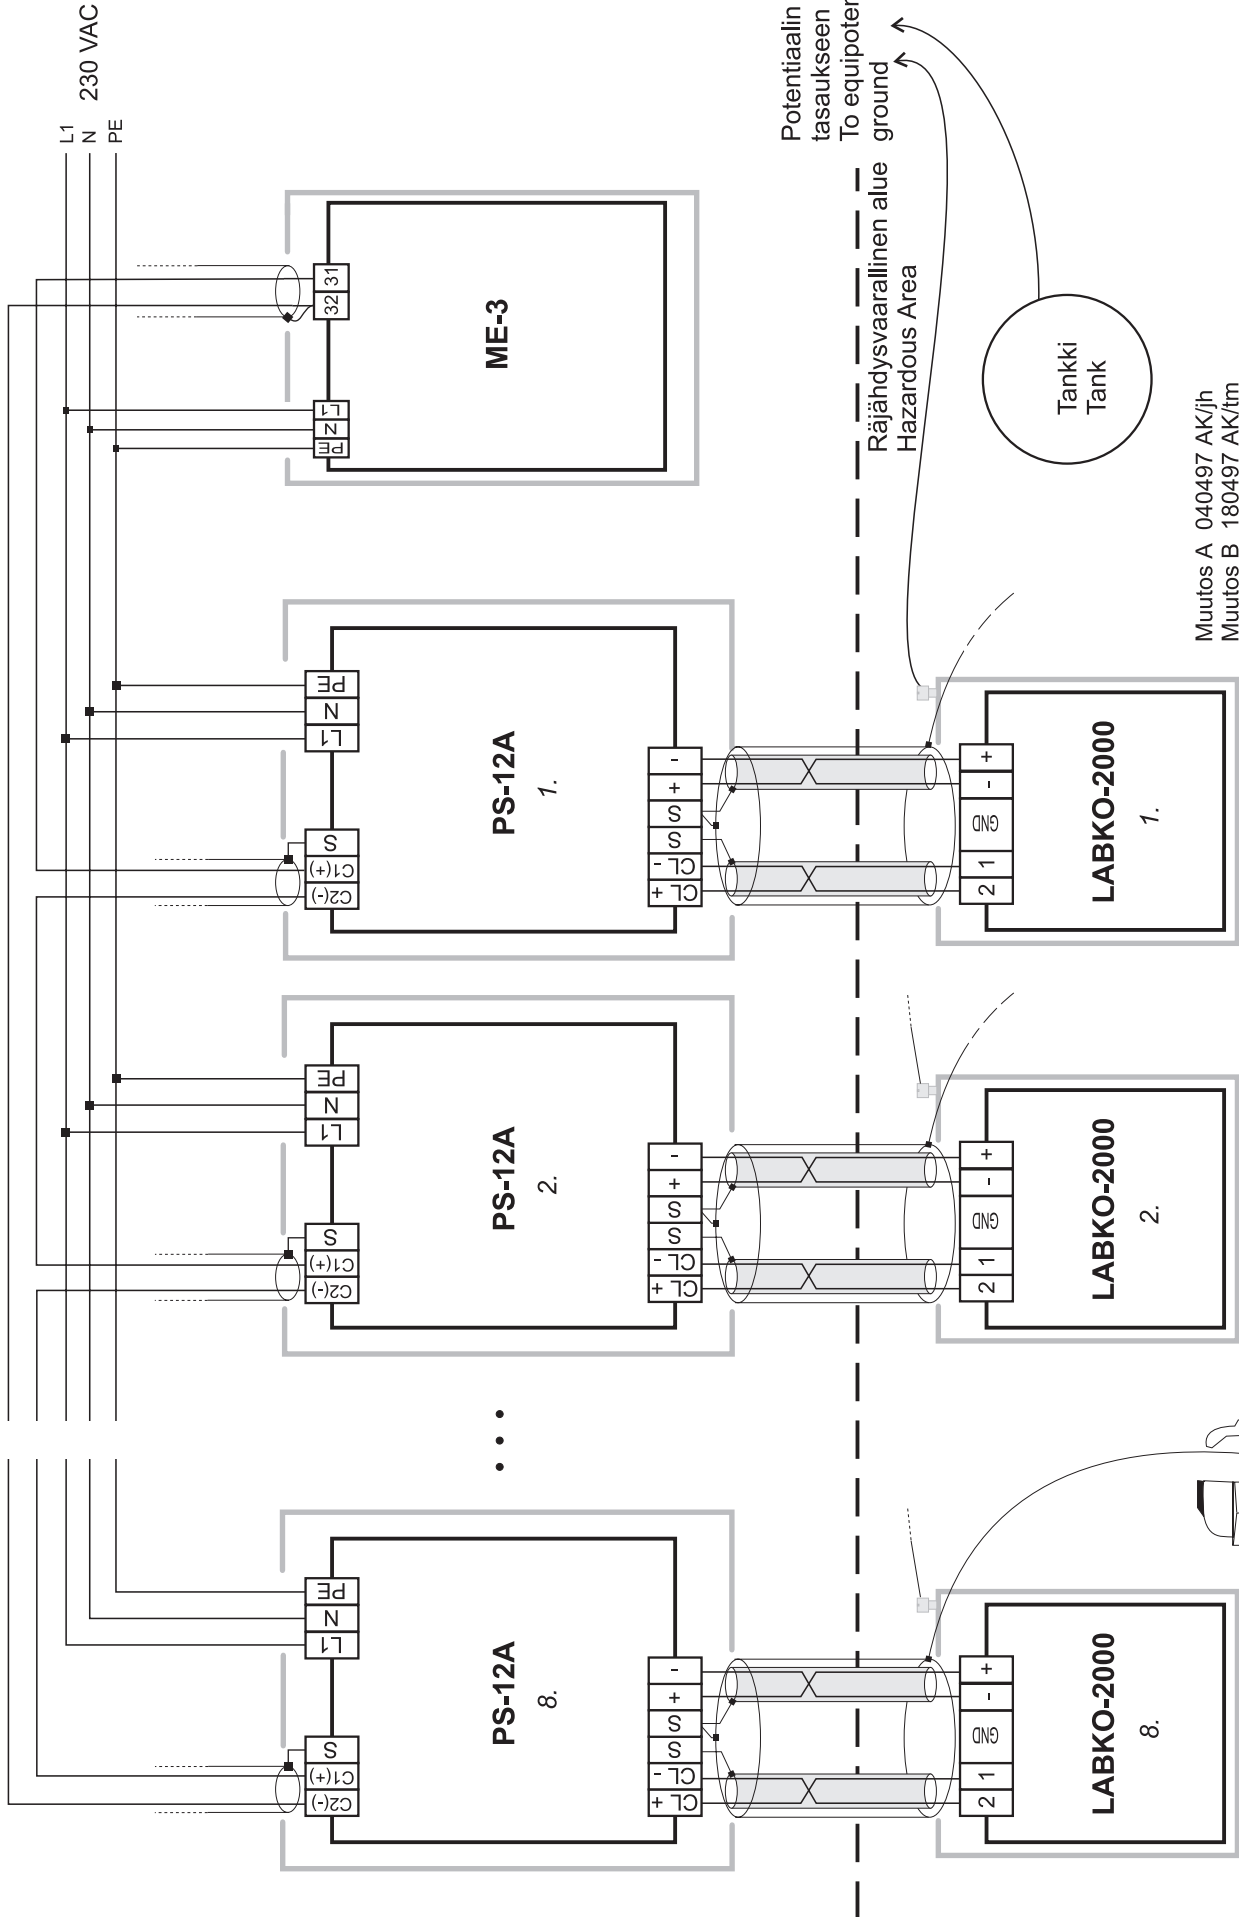 230 VAC
L1
N
PE
C2(-) C1(+) S L1 N PE
C2(-) C1(+) S L1 N PE
C2(-) C1(+) S L1 N PE
PE N L1 32 31
PS-12A
8.
• • •
PS-12A
2.
PS-12A
1.
ME-3
CL + CL - S S + -
CL + CL - S S + -
CL + CL - S S + -
Potentiaalin
tasaukseen
To
ground
Räjähdysvaarallinen alue
Hazardous Area
2 1 GND - +
2 1 GND - +
2 1 GND - +
LABKO-2000
8.
LABKO-2000
2.
LABKO-2000
1.
Tankki
Tank
Muutos A 040497 AK/jh
Muutos B 180497 AK/tm